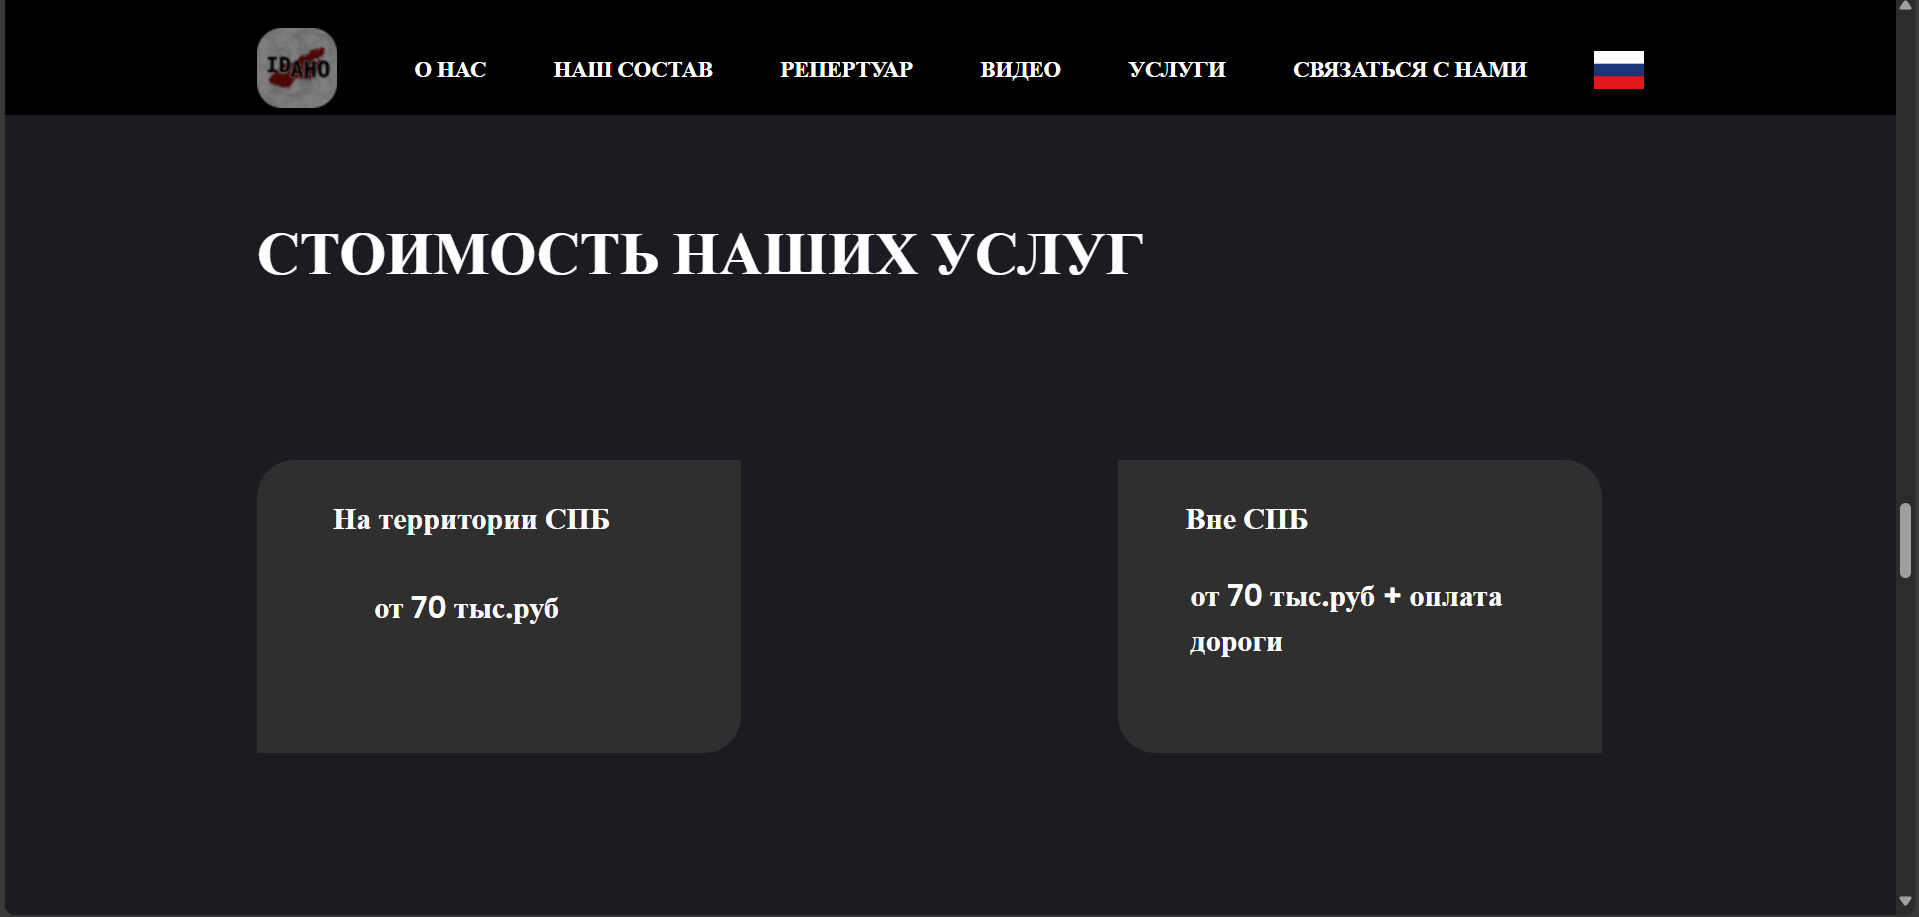 IDAHO
О НАС
НАШ СОСТАВ
РЕПЕРТУАР
ВИДЕО
УСЛУГИ
СВЯЗАТЬСЯ С НАМИ
СТОИМОСТЬ НАШИХ УСЛУГ
На территории СПБ
от 70 тыс.руб
Вне СПБ
от 70 тыс.руб + оплата
дороги